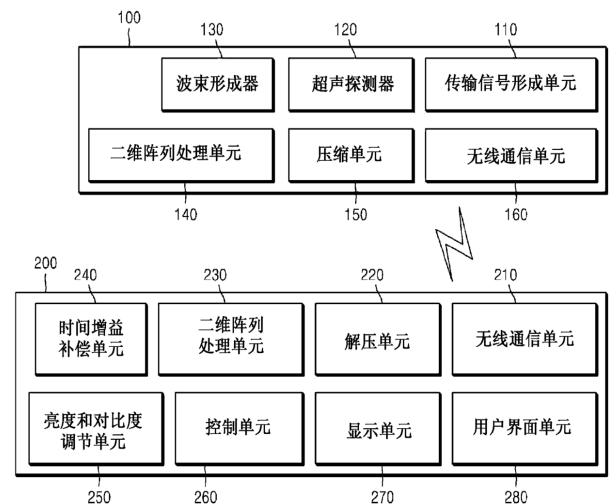 100
130
120
110
波束形成器
超声探测器
传输信号形成单元
二维阵列处理单元
压缩单元
无线通信单元
140
150
160
200
240
230
220
210
时间增益
补偿单元
二维阵列
处理单元
解压单元
无线通信单元
亮度和对比度
调节单元
控制单元
显示单元
用户界面单元
250
260
270
280